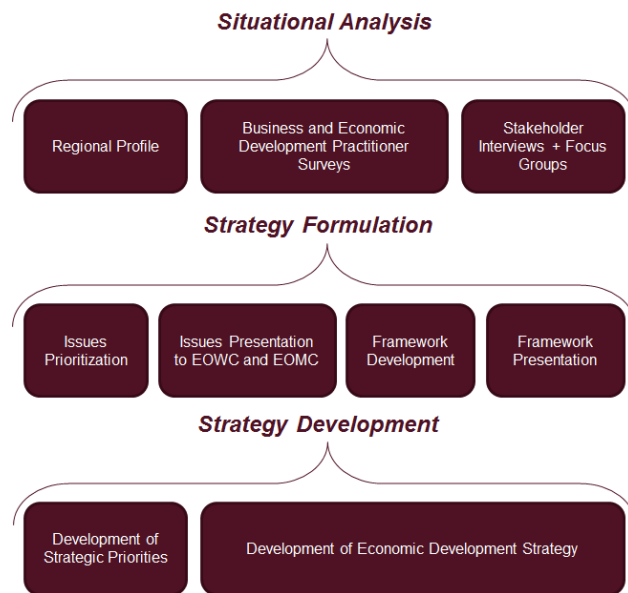 Situational Analysis
Regional Profile
Business and Economic
Development Practitioner
Surveys
Stakeholder
Interviews + Focus
Groups
Strategy Formulation
Issues
Prioritization
Issues Presentation
to EOWC and EOMC
Framework
Development
Framework
Presentation
Strategy Development
Development of
Strategic Priorities
Development of Economic Development Strategy